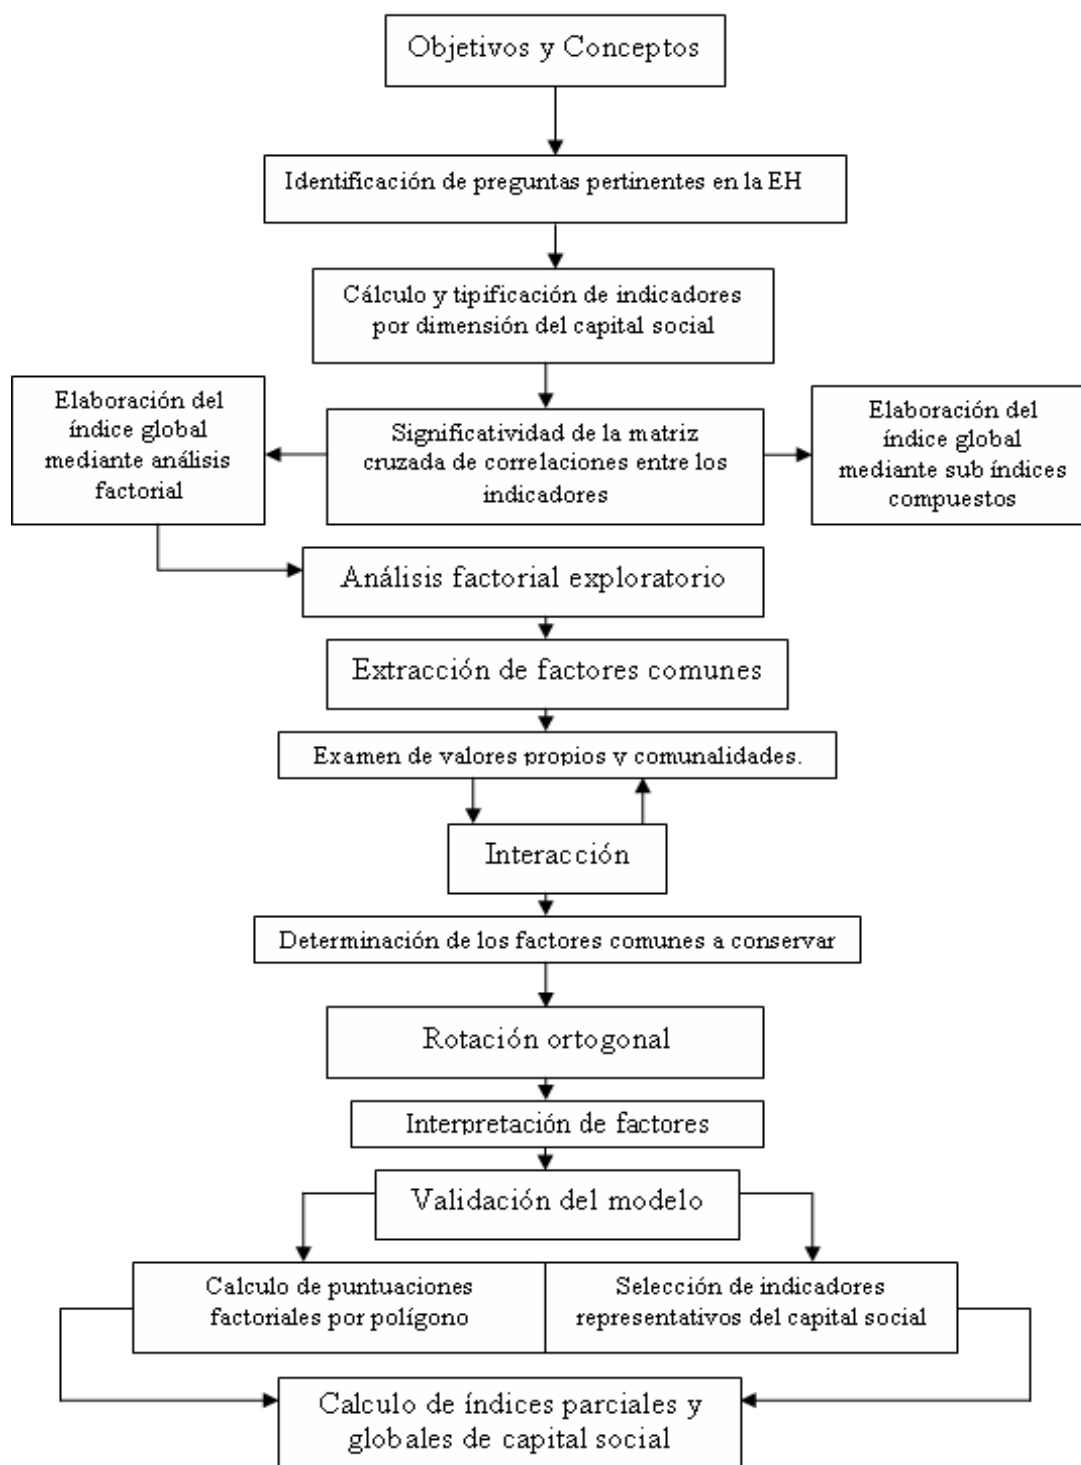 Objetivos y Conceptos
Identificación de preguntas pertinentes en la EH
Cálculo y tipificación de indicadores
por dimensión del capital social
Elaboración del
índice global
mediante análisis
factorial
Significatividad de la matriz
cruzada de correlaciones entre los
indicadores
Elaboración del
índice global
mediante sub índices
compuestos
Análisis factorial exploratorio
Extracción de factores comunes
Examen de valores propios y comunalidades.
Interacción
Determinación de los factores comunes a conservar
Rotación ortogonal
Interpretación de factores
Validación del modelo
Calculo de puntuaciones
factoriales por polígono
Selección de indicadores
representativos del capital social
Calculo de índices parciales y
globales de capital social